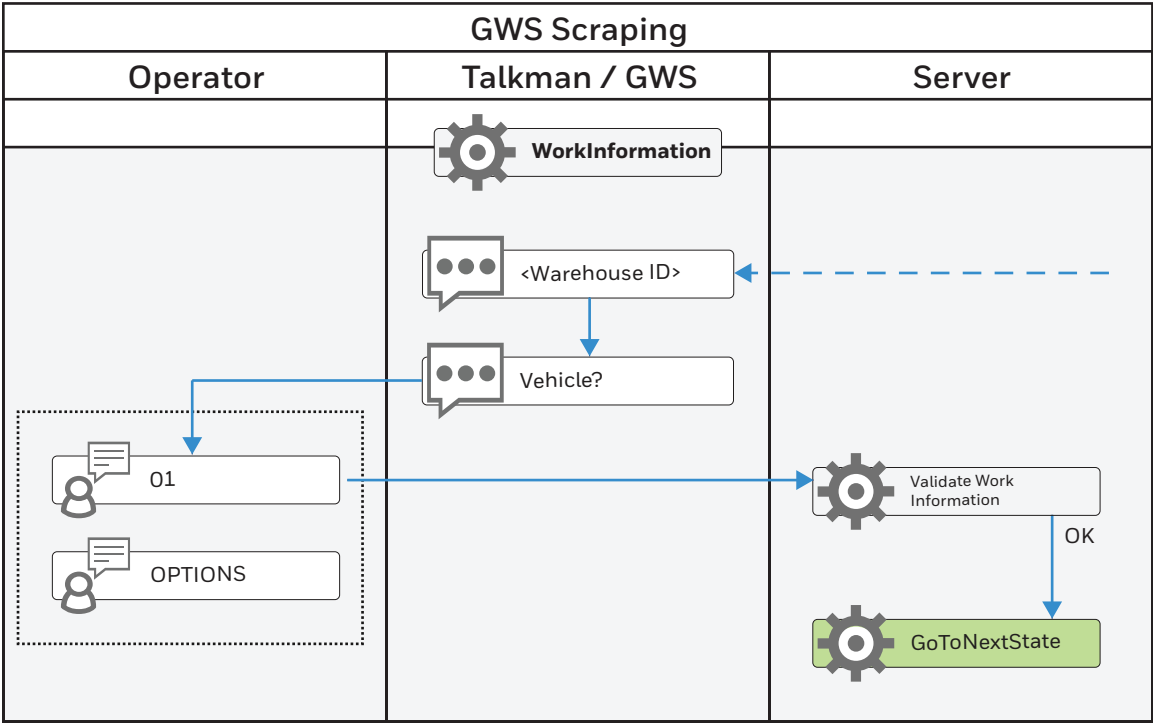 GWS Scraping
Operator
Talkman / GWS
Server
WorkInformation
<Warehouse ID>
Vehicle?
01
OPTIONS
Validate Work
Information
OK
GoToNextState